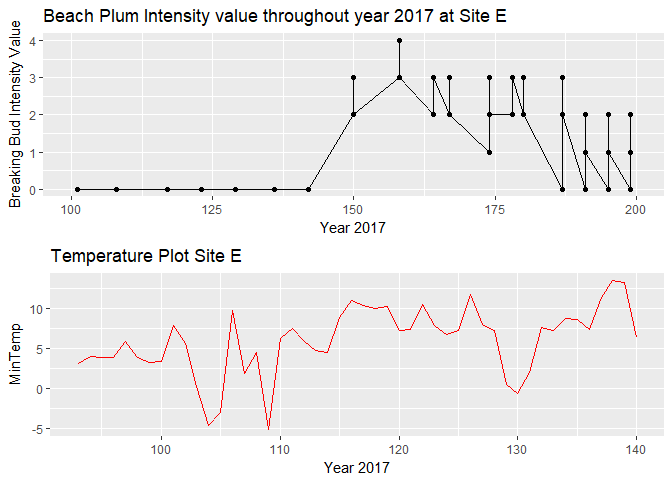 Beach Plum Intensity value throughout year 2017 at Site E
Breaking Bud Intensity Value
4
3
2
1
0
100 125 150 175 200
Year 2017
Temperature Plot Site E
MinTemp
10
5
0
-5
100 110 120 130 140
Year 2017